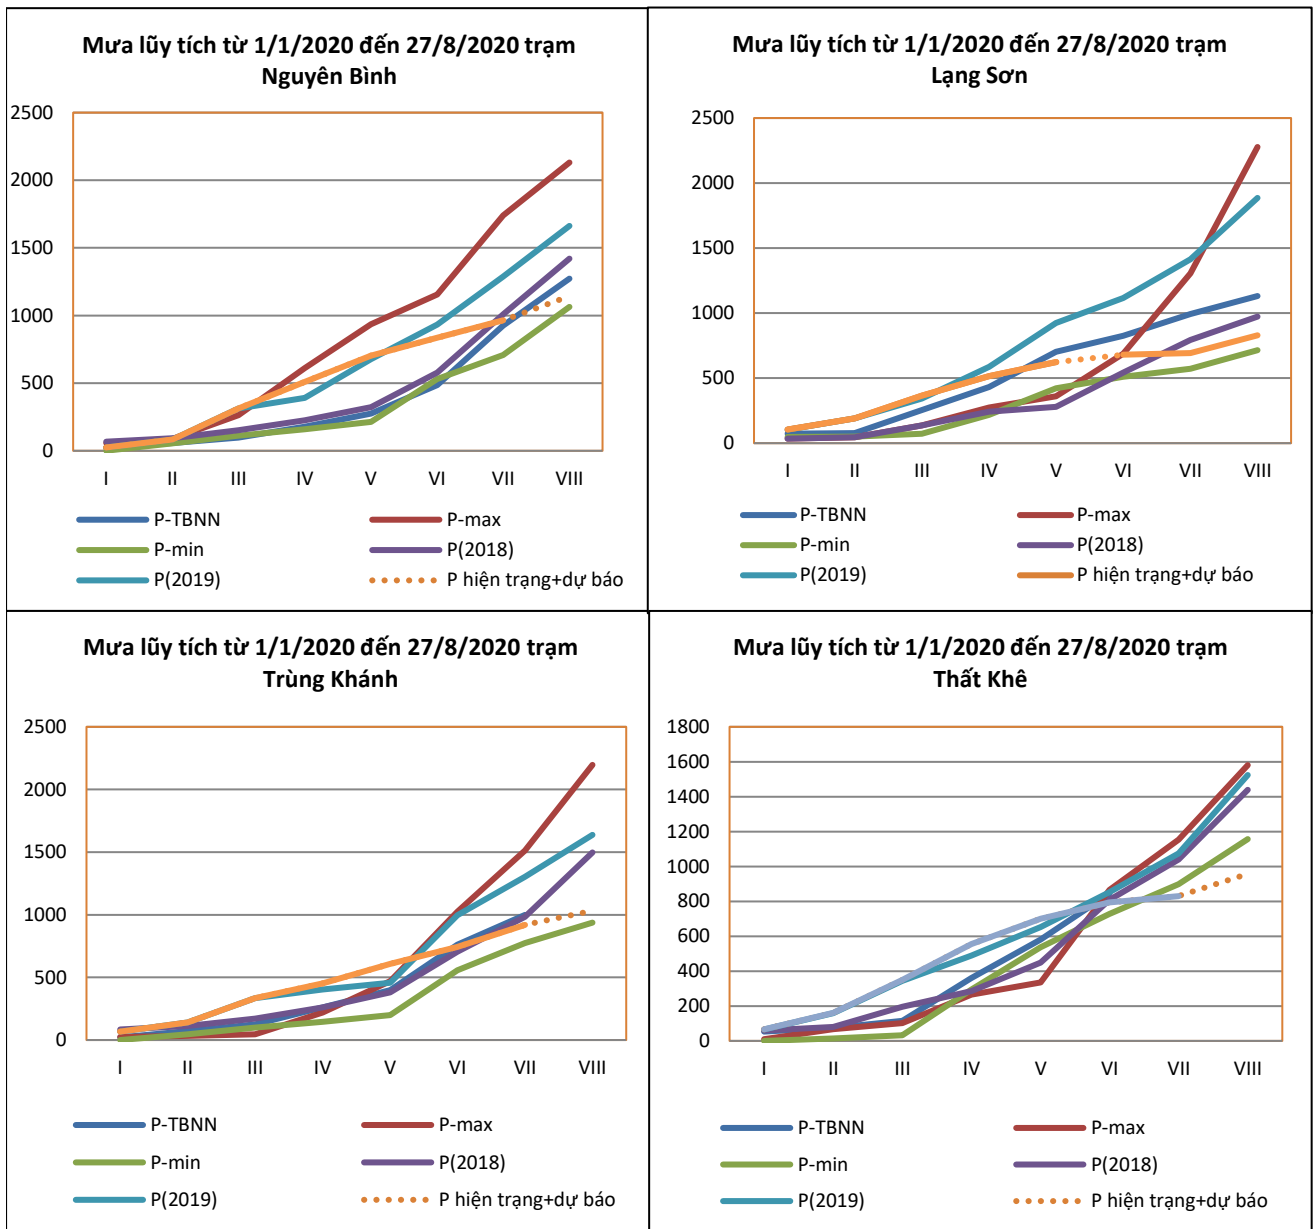 Mưa lũy tích từ 1/1/2020 đến 27/8/2020 trạm
Nguyên Bình
2500
2000
1500
1000
500
0
I II III IV V VI VII VIII
P-TBNN P-max
P-min P(2018)
P(2019) P hiện trạng+dự báo
Mưa lũy tích từ 1/1/2020 đến 27/8/2020 trạm
Lạng Sơn
2500
2000
1500
1000
500
0
I II III IV V VI VII VIII
P-TBNN P-max
P-min P(2018)
P(2019) P hiện trạng+dự báo
Mưa lũy tích từ 1/1/2020 đến 27/8/2020 trạm
Trùng Khánh
2500
2000
1500
1000
500
0
I II III IV V VI VII VIII
P-TBNN P-max
P-min P(2018)
P(2019) P hiện trạng+dự báo
Mưa lũy tích từ 1/1/2020 đến 27/8/2020 trạm
Thất Khê
1800
1600
1400
1200
1000
800
600
400
200
0
I II III IV V VI VII VIII
P-TBNN P-max
P-min P(2018)
P(2019) P hiện trạng+dự báo